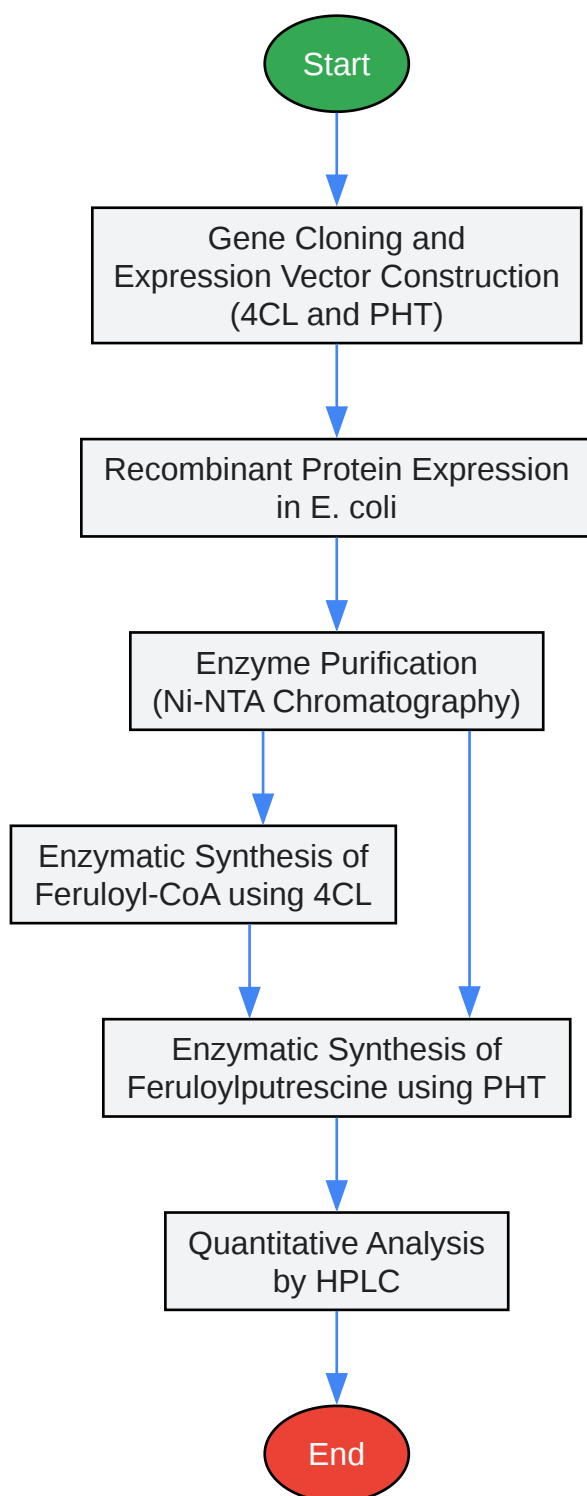 Start
Gene Cloning and
Expression Vector Construction
(4CL and PHT)
Recombinant Protein Expression
in E. coli
Enzyme Purification
(Ni-NTA Chromatography)
Enzymatic Synthesis of
Feruloyl-CoA using 4CL
Enzymatic Synthesis of
Feruloylputrescine using PHT
Quantitative Analysis
by HPLC
End